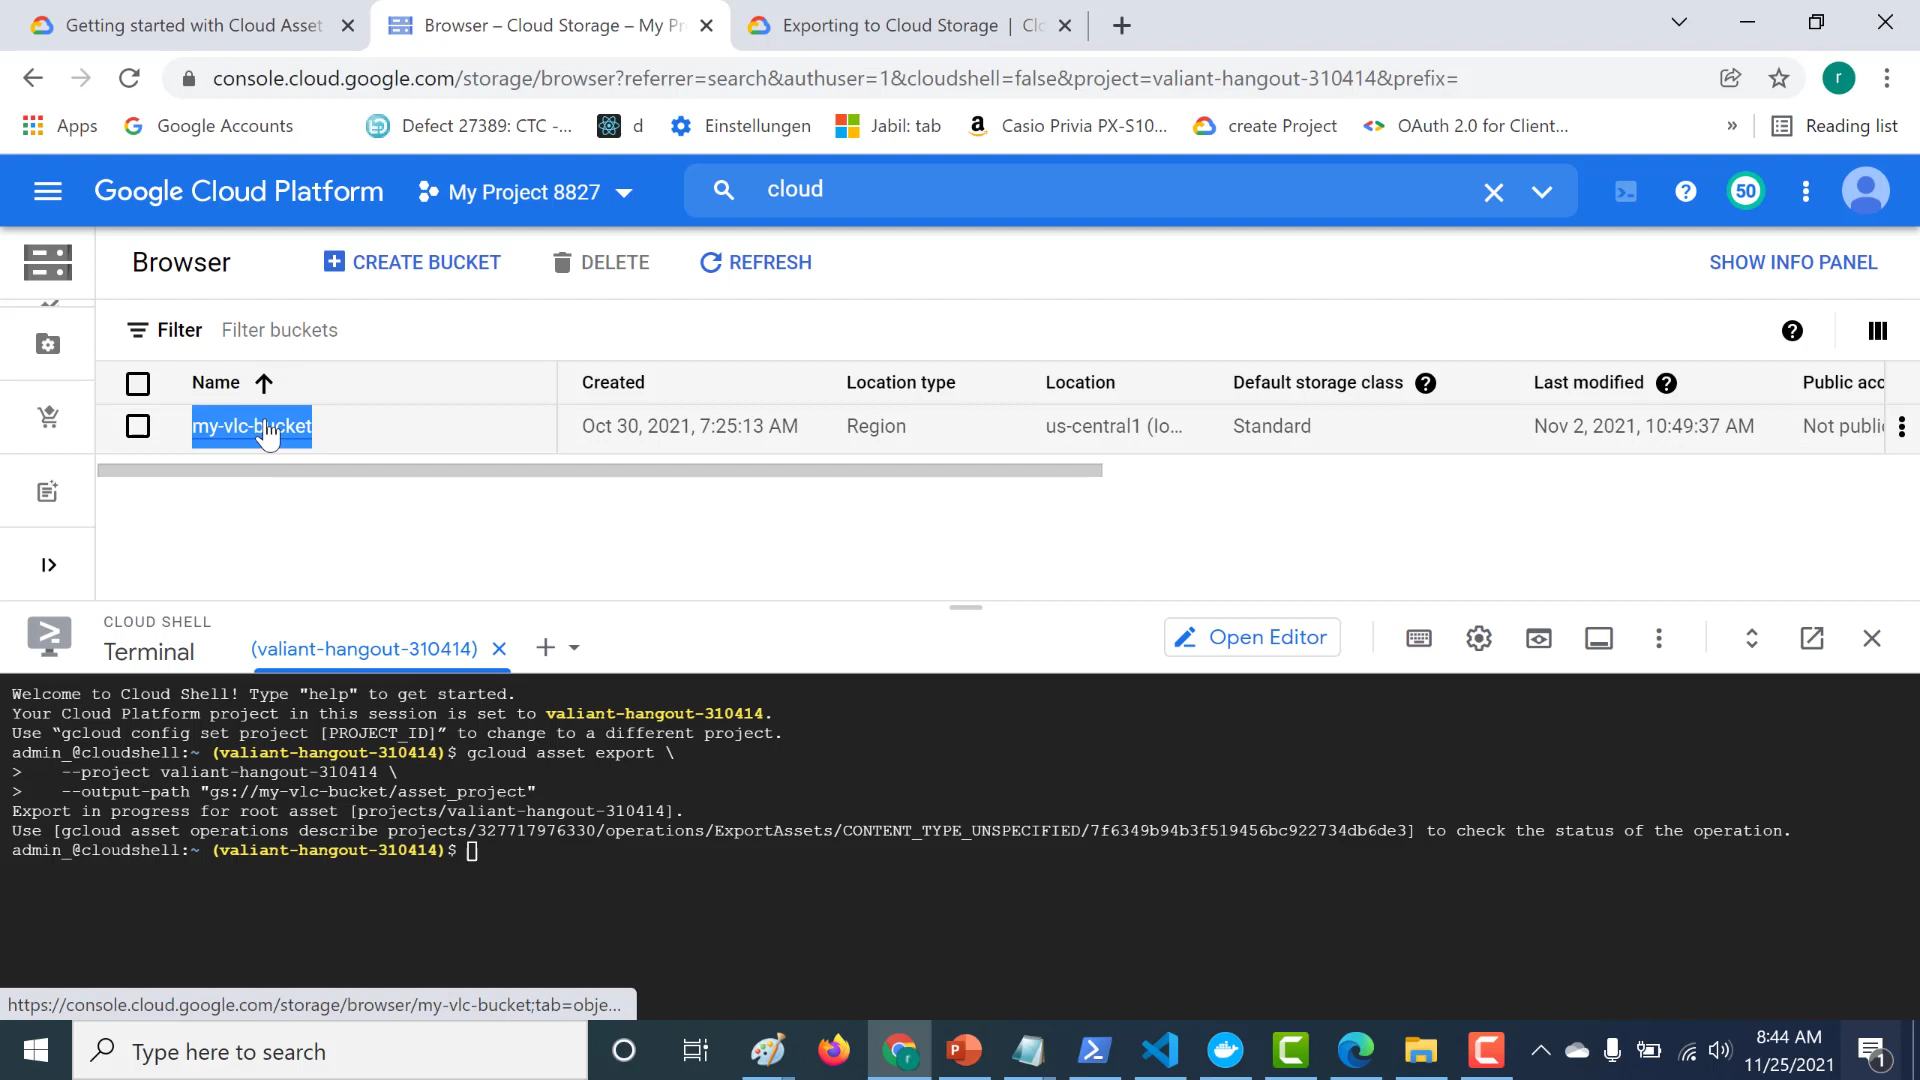 Getting started with Cloud Asset
Browser – Cloud Storage – My Pr
Exporting to Cloud Storage | Clo
console.cloud.google.com/storage/browser?referrer=search&authuser=1&cloudshell=false&project=valiant-hangout-310414&prefix=
r
Apps
Google Accounts
Defect 27389: CTC -...
d
Einstellungen
Jabil: tab
Casio Privia PX-S10...
create Project
OAuth 2.0 for Client...
»
Reading list
Google Cloud Platform
My Project 8827
cloud
50
Browser
CREATE BUCKET
DELETE
REFRESH
SHOW INFO PANEL
Filter
Filter buckets
Name
Created
Location type
Location
Default storage class
Last modified
Public acc
my-vlc-bucket
Oct 30, 2021, 7:25:13 AM
Region
us-central1 (Io...
Standard
Nov 2, 2021, 10:49:37 AM
Not public
CLOUD SHELL
Terminal
(valiant-hangout-310414)
Open Editor
Welcome to Cloud Shell! Type "help" to get started.
Your Cloud Platform project in this session is set to valiant-hangout-310414.
Use “gcloud config set project [PROJECT_ID]” to change to a different project.
admin_@cloudshell:~ (valiant-hangout-310414)$ gcloud asset export \
>    --project valiant-hangout-310414 \
>    --output-path "gs://my-vlc-bucket/asset_project"
Export in progress for root asset [projects/valiant-hangout-310414].
Use [gcloud asset operations describe projects/327717976330/operations/ExportAssets/CONTENT_TYPE_UNSPECIFIED/7f6349b94b3f519456bc922734db6de3] to check the status of the operation.
admin_@cloudshell:~ (valiant-hangout-310414)$
https://console.cloud.google.com/storage/browser/my-vlc-bucket;tab=obje...
Type here to search
8:44 AM
11/25/2021
1